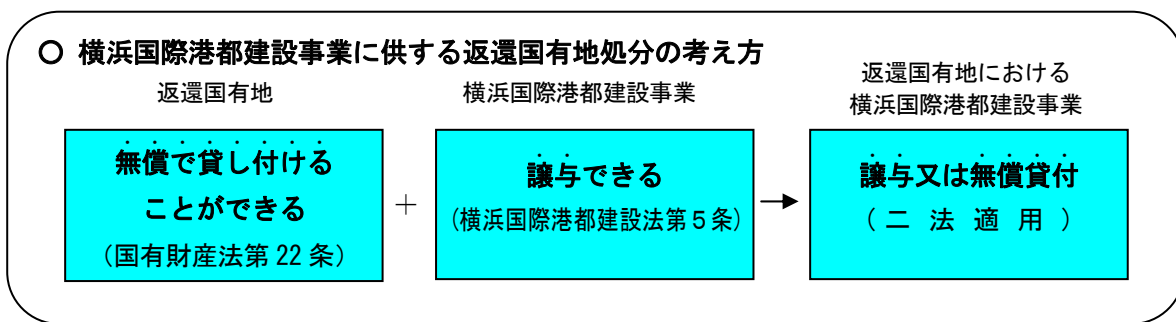 ○ 横浜国際港都建設事業に供する返還国有地処分の考え方
返還国有地
無償で貸し付ける
ことができる
（国有財産法第 22 条）
＋
横浜国際港都建設事業
譲与できる
（横浜国際港都建設法第５条）
→
返還国有地における
横浜国際港都建設事業
譲与又は無償貸付
（ 二 法 適 用 ）